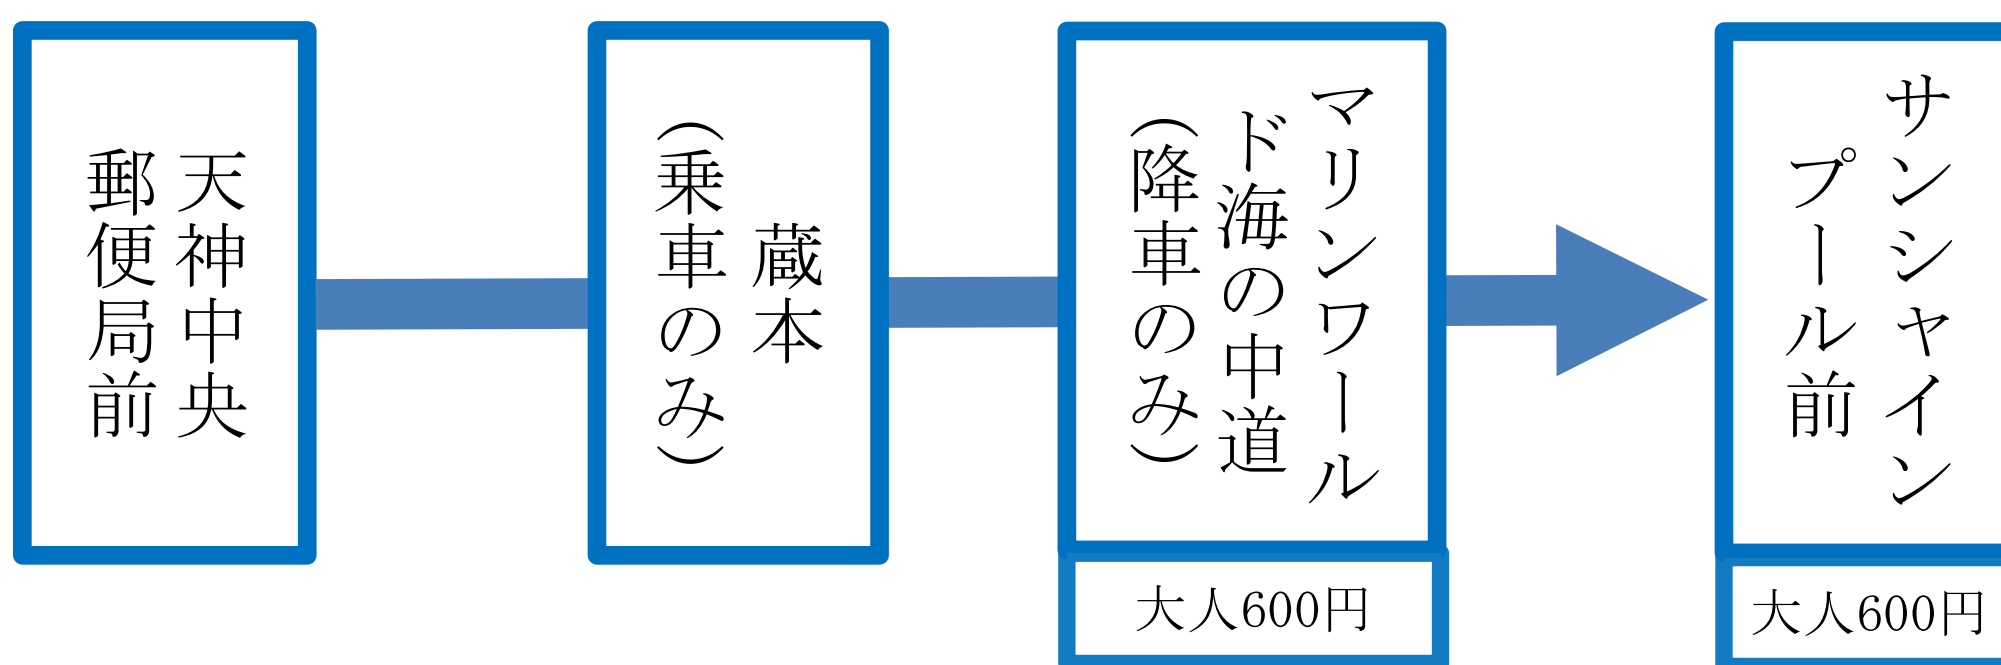 天神中央
郵便局前
蔵本
（乗車のみ）
マリンワール
ド海の中道
（降車のみ）
大人600円
サンシャイン
プール前
大人600円